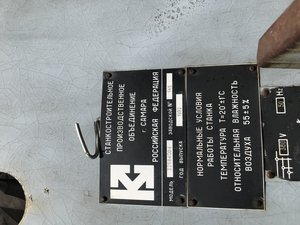 СТАНКОСТРОИТЕЛЬНОЕ
ПРОИЗВОДСТВЕННОЕ
ОБЪЕДИНЕНИЕ
г. САМАРА
РОССИЙСКАЯ ФЕДЕРАЦИЯ
МОДЕЛЬ
ЗАВОДСКОЙ №
ГОД ВЫПУСКА
НОРМАЛЬНЫЕ УСЛОВИЯ
РАБОТЫ СТАНКА
ТЕМПЕРАТУРА Т=20°±1°С
ОТНОСИТЕЛЬНАЯ ВЛАЖНОСТЬ
ВОЗДУХА 55±5%